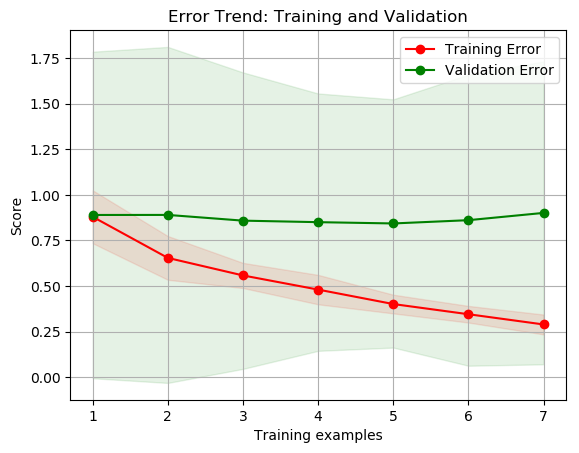 Error Trend: Training and Validation
Training Error
Validation Error
1.75
1.50
1.25
1.00
0.75
0.50
0.25
0.00
Score
1 2 3 4 5 6 7
Training examples